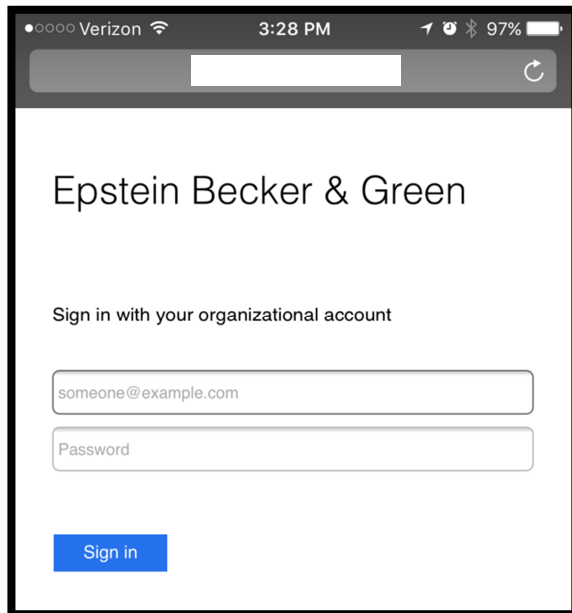 Verizon 3:28 PM 97%
Epstein Becker & Green
Sign in with your organizational account
someone@example.com
Password
Sign in